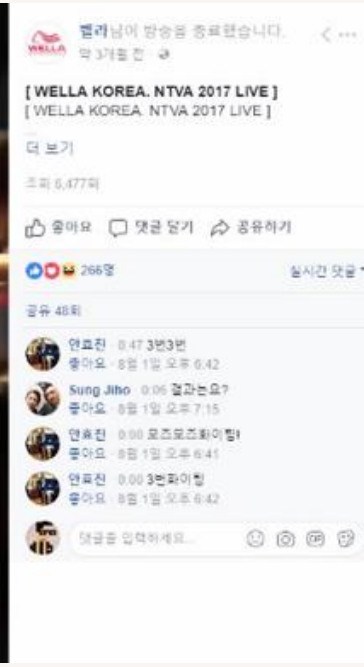 WELLA
웰라님이 방송을 종료했습니다.
약 3개월 전
[ WELLA KOREA. NTVA 2017 LIVE ]
[ WELLA KOREA. NTVA 2017 LIVE ]
...
더 보기
조회 6,477회
좋아요 댓글 달기 공유하기
266명 실시간 댓글
공유 48회
안효진 0:47 3번3번
좋아요 · 8월 1일 오후 6:42
Sung Jiho 0:06 결과는요?
좋아요 · 8월 1일 오후 7:15
안효진 0:00 모즈모즈화이팅!
좋아요 · 8월 1일 오후 6:41
안효진 0:00 3번파이팅
좋아요 · 8월 1일 오후 6:42
댓글을 입력하세요...
GIF